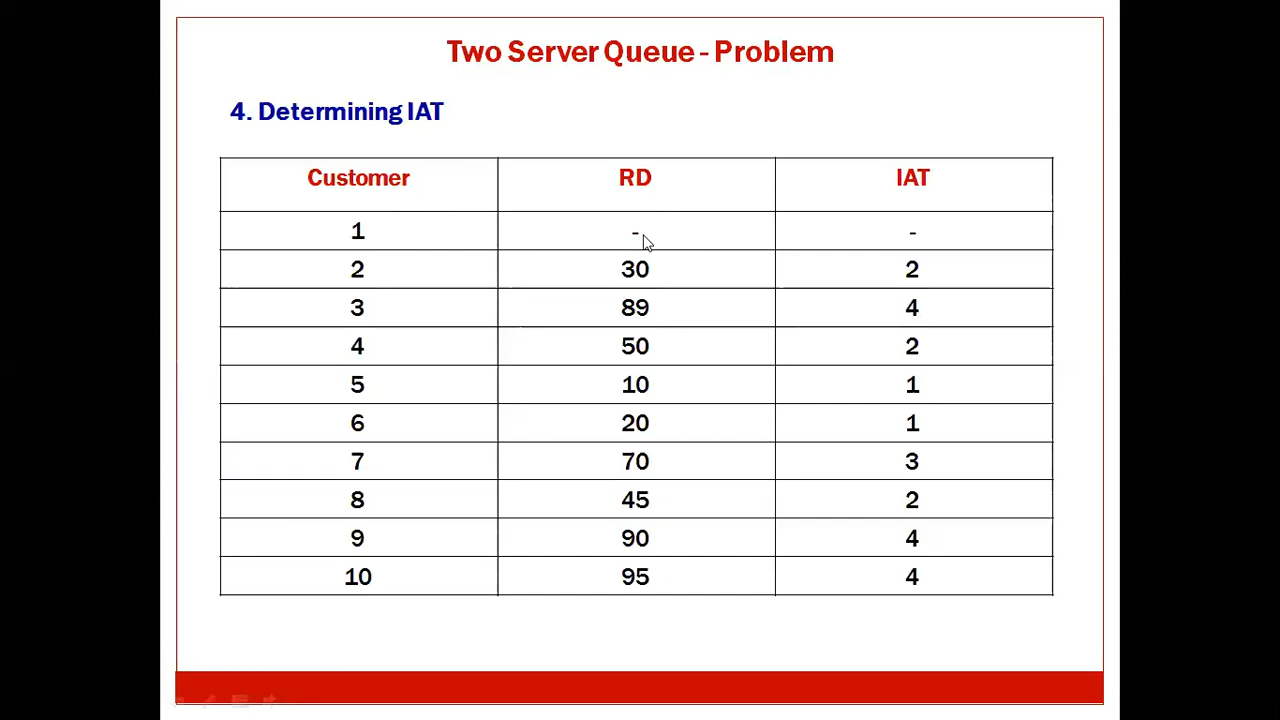 Two Server Queue - Problem
4. Determining IAT
Customer RD IAT
1 - -
2 30 2
3 89 4
4 50 2
5 10 1
6 20 1
7 70 3
8 45 2
9 90 4
10 95 4